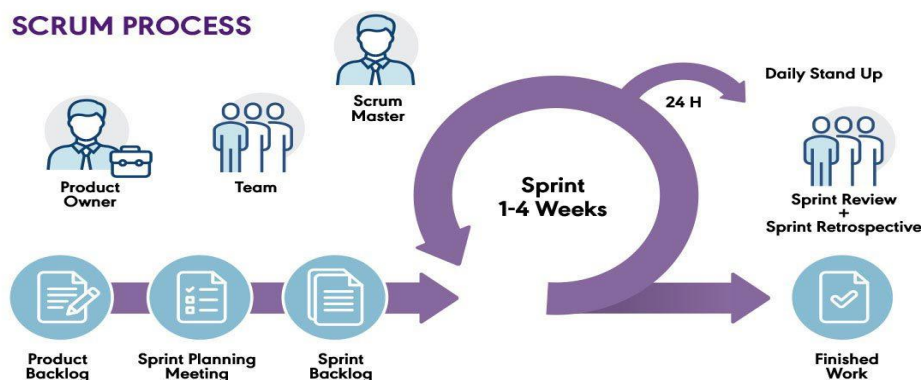 SCRUM PROCESS
Product
Owner
Team
Scrum
Master
Daily Stand Up
24 H
Sprint
1-4 Weeks
Sprint Review
+
Sprint Retrospective
Product
Backlog
Sprint Planning
Meeting
Sprint
Backlog
Finished
Work